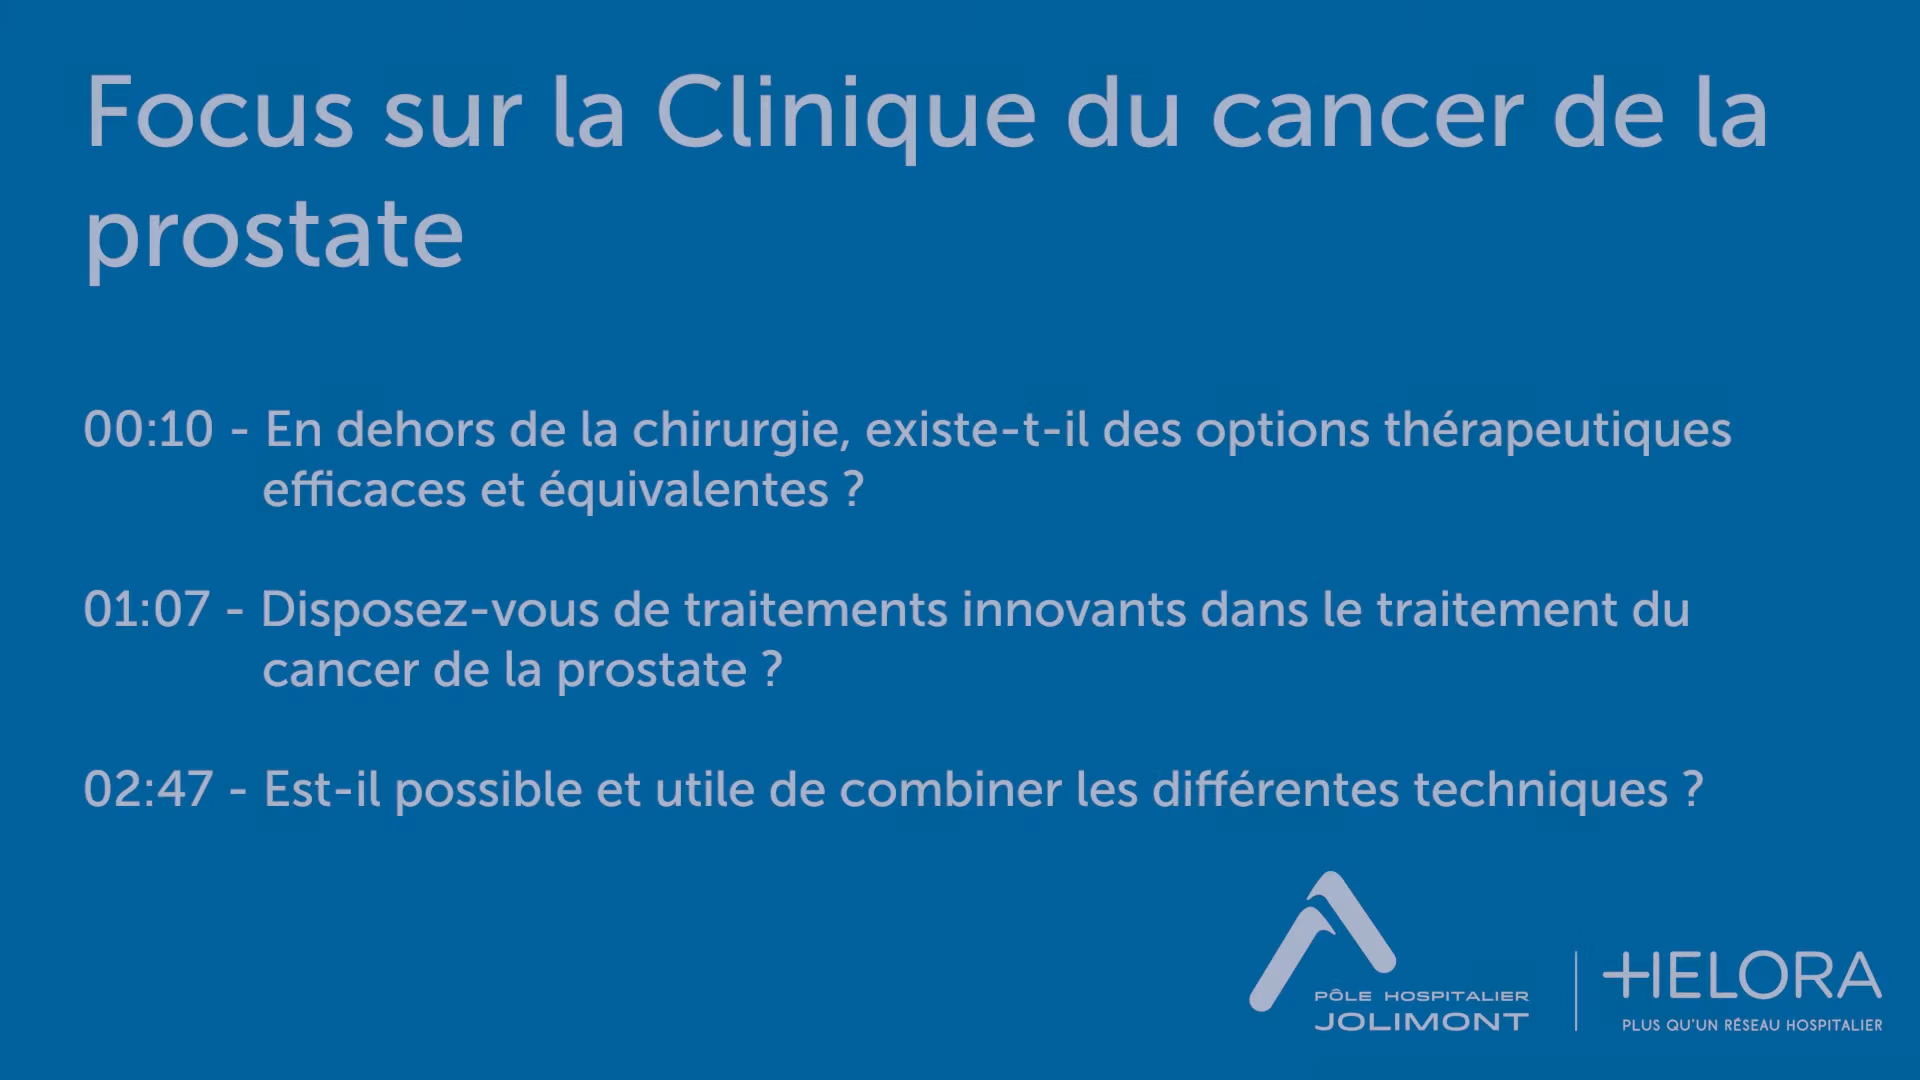 Focus sur la Clinique du cancer de la
prostate
00:10 - En dehors de la chirurgie, existe-t-il des options thérapeutiques
efficaces et équivalentes ?
01:07 - Disposez-vous de traitements innovants dans le traitement du
cancer de la prostate ?
02:47 - Est-il possible et utile de combiner les différentes techniques ?
PÔLE HOSPITALIER
JOLIMONT
HELORA
PLUS QU'UN RÉSEAU HOSPITALIER